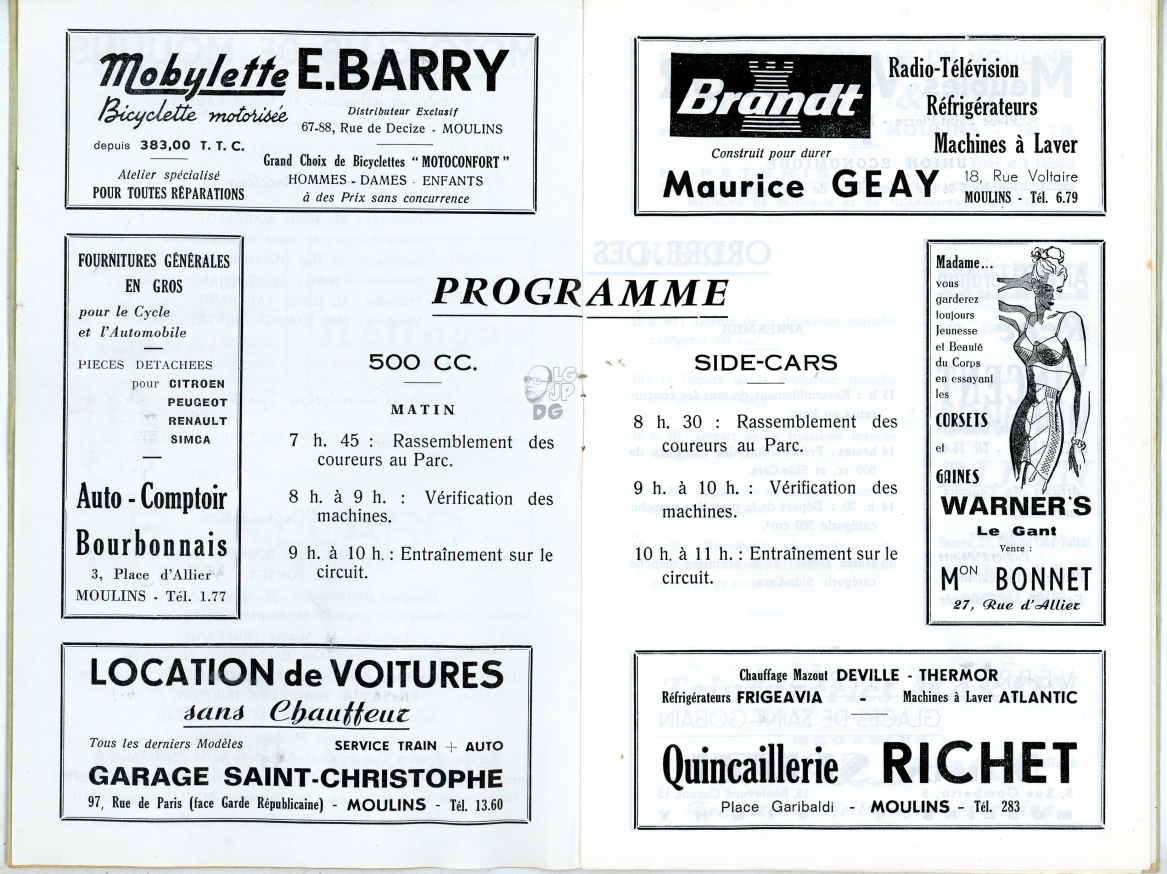 Mobylette E. BARRY
Bicyclette motorisée
Distributeur Exclusif
67-88, Rue de Decize - MOULINS
depuis 383,00 T. T. C.
Grand Choix de Bicyclettes “ MOTOCONFORT ”
Atelier spécialisé
HOMMES - DAMES - ENFANTS
POUR TOUTES RÉPARATIONS
à des Prix sans concurrence
Brandt
Radio-Télévision
Réfrigérateurs
Machines à Laver
Construit pour durer
Maurice GEAY
18, Rue Voltaire
MOULINS - Tél. 6.79
FOURNITURES GÉNÉRALES
EN GROS
pour le Cycle
et l'Automobile
PIECES DETACHEES
pour CITROEN
PEUGEOT
RENAULT
SIMCA
Auto - Comptoir
Bourbonnais
3, Place d'Allier
MOULINS - Tél. 1.77
PROGRAMME
500 CC.
MATIN
7 h. 45 : Rassemblement des
coureurs au Parc.
8 h. à 9 h. : Vérification des
machines.
9 h. à 10 h. : Entraînement sur le
circuit.
LG
JP
DG
SIDE-CARS
8 h. 30 : Rassemblement des
coureurs au Parc.
9 h. à 10 h. : Vérification des
machines.
10 h. à 11 h. : Entraînement sur le
circuit.
Madame...
vous
garderez
toujours
Jeunesse
et Beauté
du Corps
en essayant
les
CORSETS
et
GAINES
WARNER'S
Le Gant
Vente :
MON BONNET
27, Rue d'Allier
LOCATION de VOITURES
sans Chauffeur
Tous les derniers Modèles
SERVICE TRAIN + AUTO
GARAGE SAINT-CHRISTOPHE
97, Rue de Paris (face Garde Républicaine) - MOULINS - Tél. 13.60
Chauffage Mazout DEVILLE - THERMOR
Réfrigérateurs FRIGEAVIA - Machines à Laver ATLANTIC
Quincaillerie RICHET
Place Garibaldi - MOULINS - Tél. 283